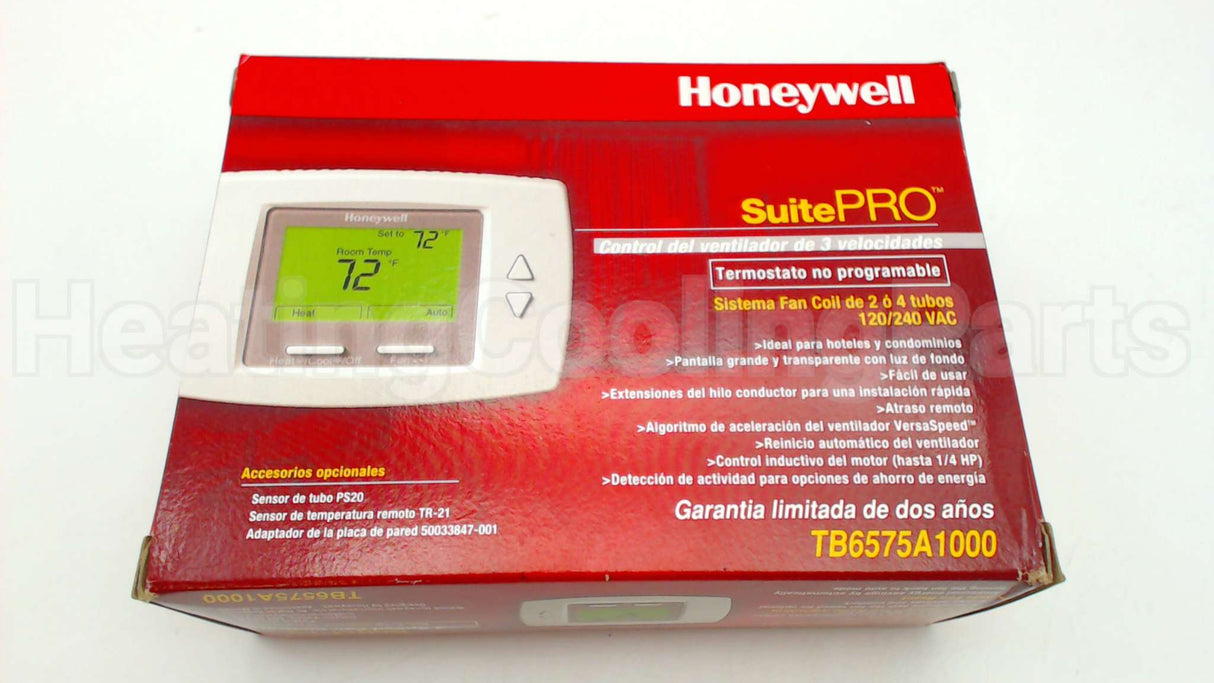 Honeywell
SuitePRO™
Control del ventilador de 3 velocidades
Termostato no programable
Sistema Fan Coil de 2 ó 4 tubos
120/240 VAC
>Ideal para hoteles y condominios
>Pantalla grande y transparente con luz de fondo
>Fácil de usar
>Extensiones del hilo conductor para una instalación rápida
>Atraso remoto
>Algoritmo de aceleración del ventilador VersaSpeed™
>Reinicio automático del ventilador
>Control inductivo del motor (hasta 1/4 HP)
>Detección de actividad para opciones de ahorro de energía
Garantia limitada de dos años
TB6575A1000
Honeywell
Set to 72 °F
Room Temp
72 °F
Heat Auto
Heat/Cool/Off Fan
Accesorios opcionales
Sensor de tubo PS20
Sensor de temperatura remoto TR-21
Adaptador de la placa de pared 50033847-001
HeatingCoolingParts
TB6575A1000